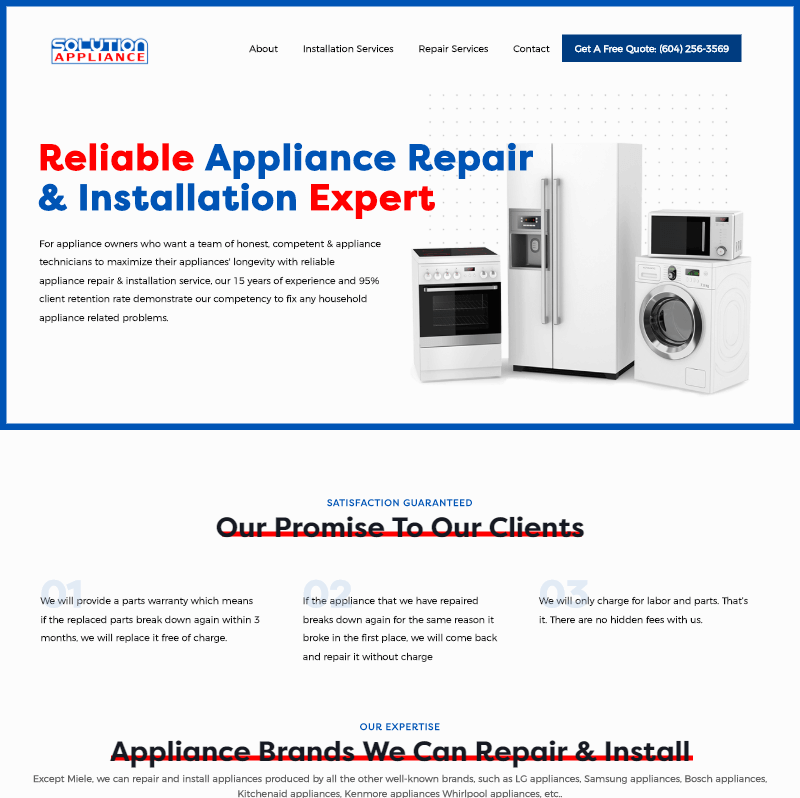 SOLUTION
APPLIANCE
About
Installation Services
Repair Services
Contact
Get A Free Quote: (604) 256-3569
Reliable Appliance Repair
& Installation Expert
For appliance owners who want a team of honest, competent & appliance
technicians to maximize their appliances' longevity with reliable
appliance repair & installation service, our 15 years of experience and 95%
client retention rate demonstrate our competency to fix any household
appliance related problems.
SATISFACTION GUARANTEED
Our Promise To Our Clients
01
We will provide a parts warranty which means
if the replaced parts break down again within 3
months, we will replace it free of charge.
02
If the appliance that we have repaired
breaks down again for the same reason it
broke in the first place, we will come back
and repair it without charge
03
We will only charge for labor and parts. That's
it. There are no hidden fees with us.
OUR EXPERTISE
Appliance Brands We Can Repair & Install
Except Miele, we can repair and install appliances produced by all the other well-known brands, such as LG appliances, Samsung appliances, Bosch appliances,
Kitchenaid appliances, Kenmore appliances Whirlpool appliances, etc..